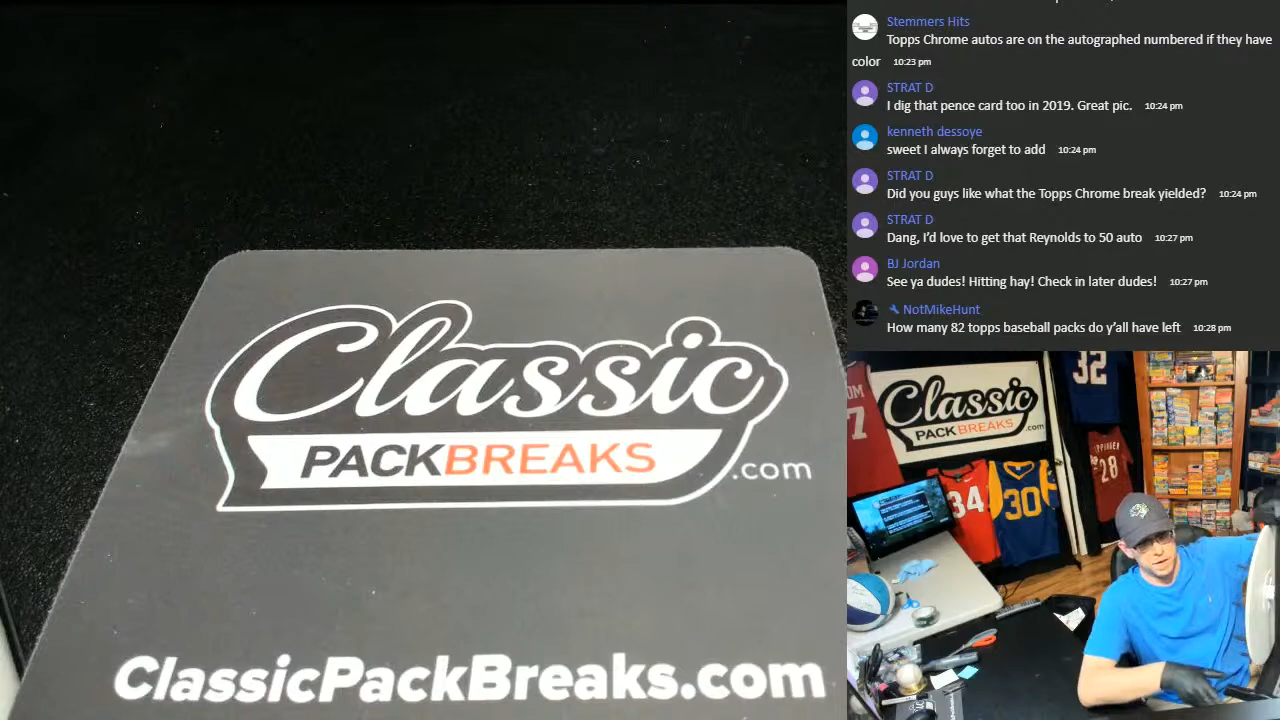 Classic
PACKBREAKS
.com
ClassicPackBreaks.com
Stemmers Hits
Topps Chrome autos are on the autographed numbered if they have
color 10:23 pm
STRAT D
I dig that pence card too in 2019. Great pic. 10:24 pm
kenneth dessoye
sweet I always forget to add 10:24 pm
STRAT D
Did you guys like what the Topps Chrome break yielded? 10:24 pm
STRAT D
Dang, I'd love to get that Reynolds to 50 auto 10:27 pm
BJ Jordan
See ya dudes! Hitting hay! Check in later dudes! 10:27 pm
NotMikeHunt
How many 82 topps baseball packs do y'all have left 10:28 pm
32
Classic
PACKBREAKS
.com
7
34
30
28